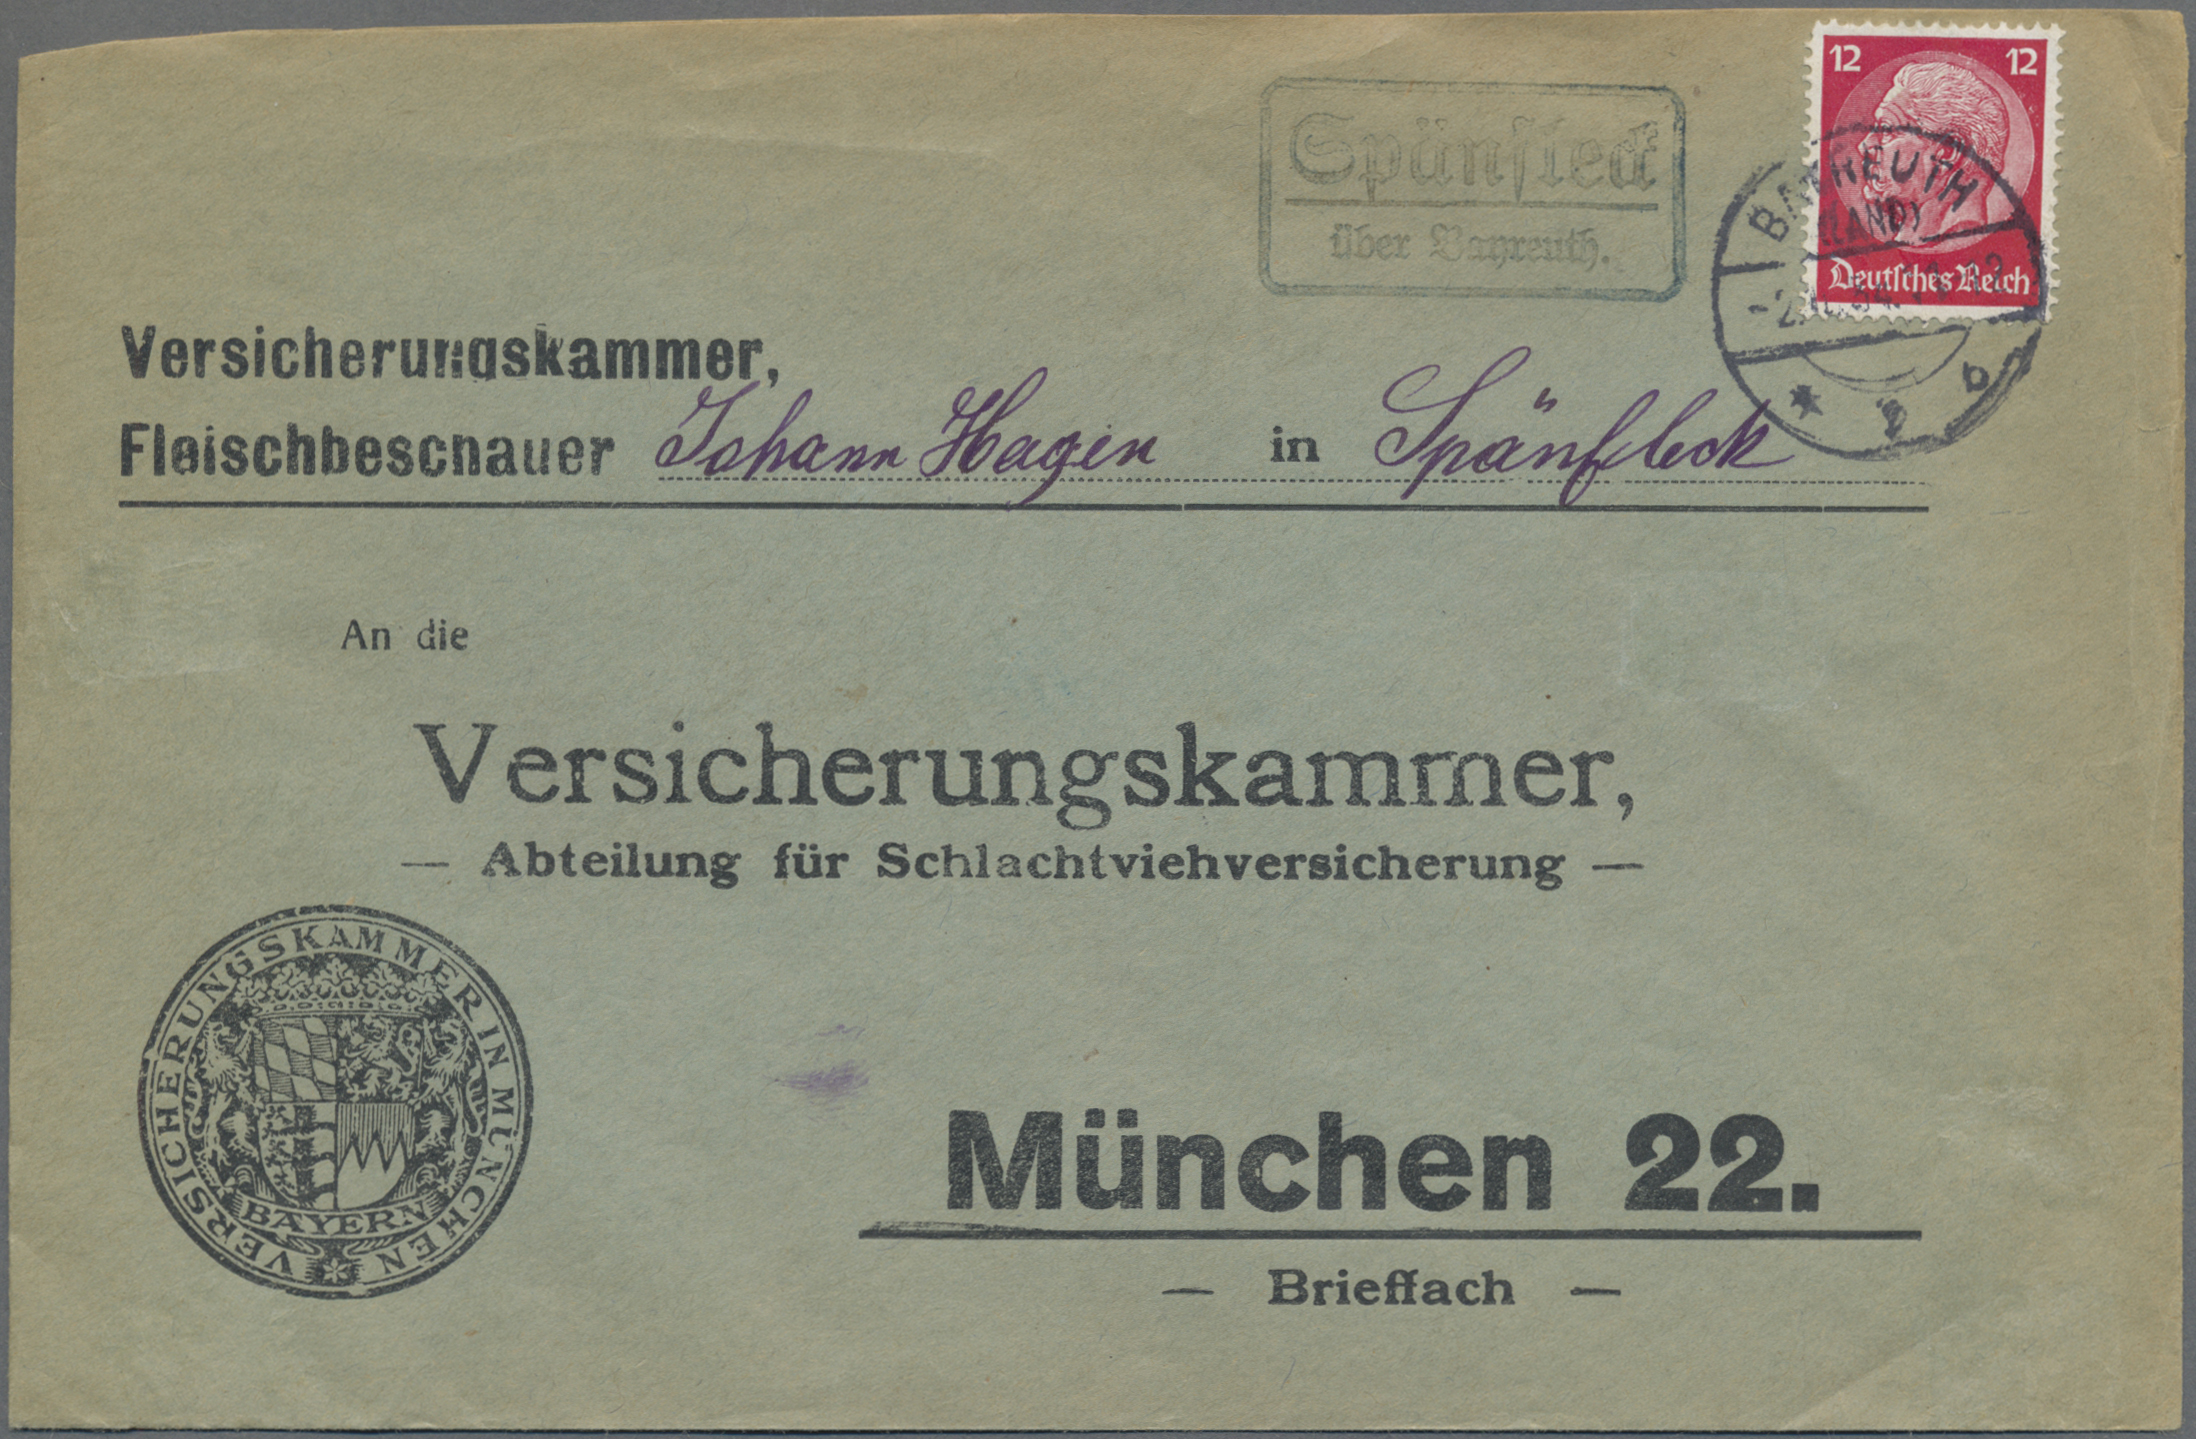 12 12
Deutsches Reich
BAYREUTH
(LAND)
b
Spänfleck
über Bayreuth.
Versicherungskammer,
Fleischbeschauer Johann Hagen in Spänfleck
An die
Versicherungskammer,
— Abteilung für Schlachtviehversicherung —
VERSICHERUNGSKAMMER IN MÜNCHEN
BAYERN
München 22.
— Brieffach —